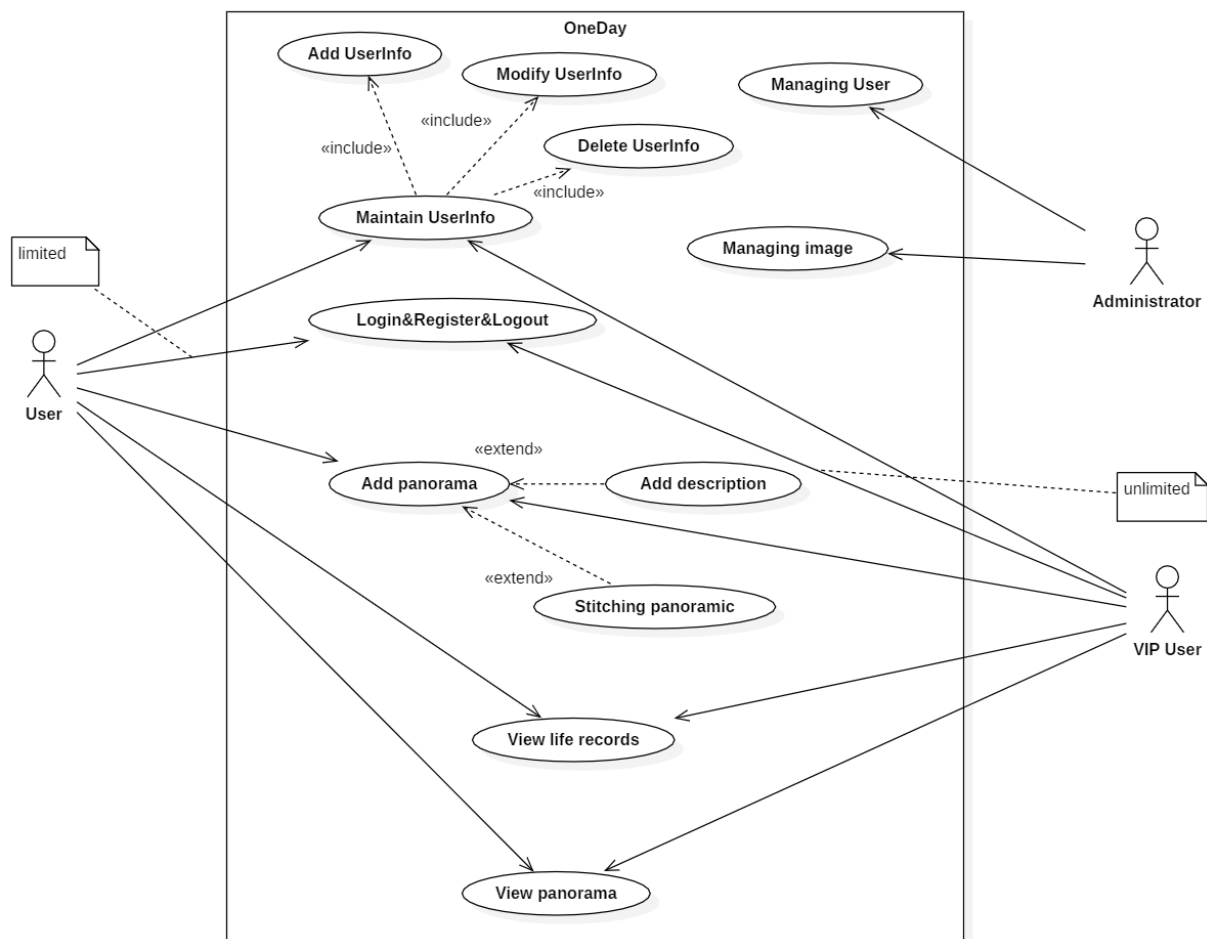 OneDay
Add UserInfo
Modify UserInfo
Managing User
«include»
«include»
Delete UserInfo
«include»
Maintain UserInfo
limited
Managing image
Administrator
Login&Register&Logout
User
«extend»
Add panorama
Add description
unlimited
«extend»
Stitching panoramic
VIP User
View life records
View panorama